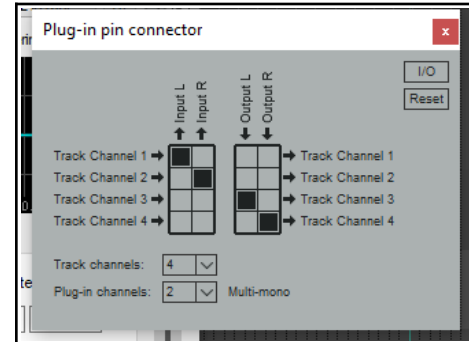 Plug-in pin connector
x
I/O
Reset
Input L
Input R
Output L
Output R
Track Channel 1
Track Channel 1
Track Channel 2
Track Channel 2
Track Channel 3
Track Channel 3
Track Channel 4
Track Channel 4
Track channels: 4
Plug-in channels: 2 Multi-mono